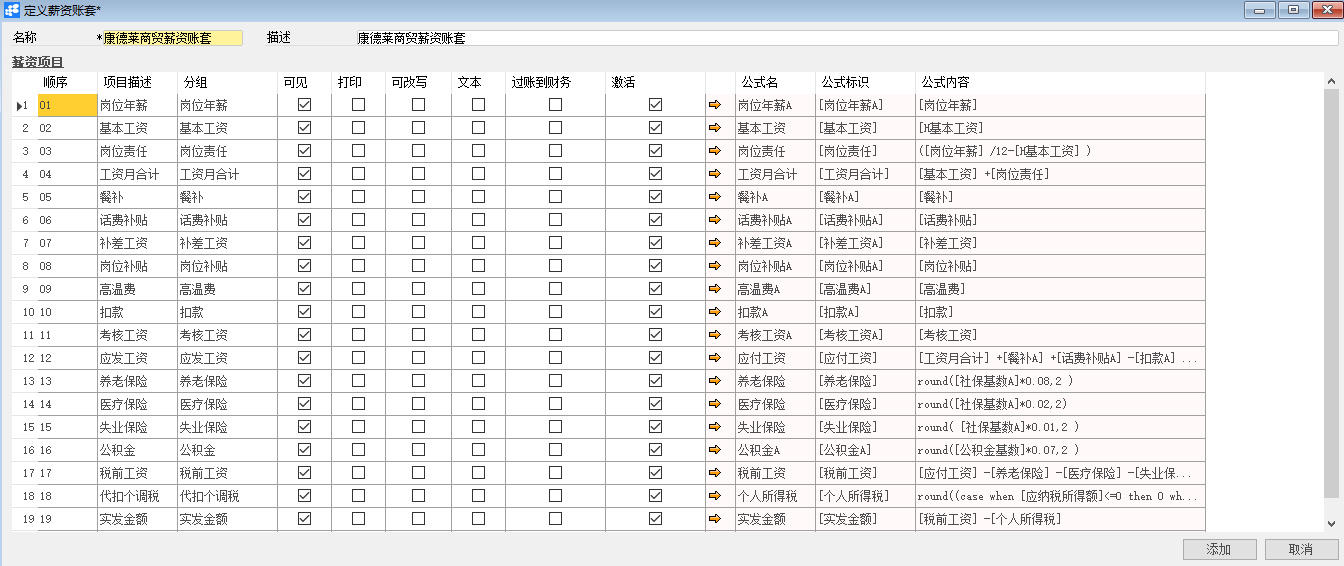 定义薪资账套*
名称 *康德莱商贸薪资账套 描述 康德莱商贸薪资账套
薪资项目
顺序 项目描述 分组 可见 打印 可改写 文本 过账到财务 激活 公式名 公式标识 公式内容
1 01 岗位年薪 岗位年薪 岗位年薪A [岗位年薪A] [岗位年薪]
2 02 基本工资 基本工资 基本工资 [基本工资] [H基本工资]
3 03 岗位责任 岗位责任 岗位责任 [岗位责任] ([岗位年薪] /12-[H基本工资] )
4 04 工资月合计 工资月合计 工资月合计 [工资月合计] [基本工资] +[岗位责任]
5 05 餐补 餐补 餐补A [餐补A] [餐补]
6 06 话费补贴 话费补贴 话费补贴A [话费补贴A] [话费补贴]
7 07 补差工资 补差工资 补差工资A [补差工资A] [补差工资]
8 08 岗位补贴 岗位补贴 岗位补贴A [岗位补贴A] [岗位补贴]
9 09 高温费 高温费 高温费A [高温费A] [高温费]
10 10 扣款 扣款 扣款A [扣款A] [扣款]
11 11 考核工资 考核工资 考核工资A [考核工资A] [考核工资]
12 12 应发工资 应发工资 应付工资 [应付工资] [工资月合计] +[餐补A] +[话费补贴A] -[扣款A] ...
13 13 养老保险 养老保险 养老保险 [养老保险] round([社保基数A]*0.08,2 )
14 14 医疗保险 医疗保险 医疗保险 [医疗保险] round([社保基数A]*0.02,2)
15 15 失业保险 失业保险 失业保险 [失业保险] round( [社保基数A]*0.01,2 )
16 16 公积金 公积金 公积金A [公积金A] round([公积金基数]*0.07,2 )
17 17 税前工资 税前工资 税前工资 [税前工资] [应付工资] -[养老保险] -[医疗保险] -[失业保...
18 18 代扣个调税 代扣个调税 个人所得税 [个人所得税] round((case when [应纳税所得额]<=0 then 0 wh...
19 19 实发金额 实发金额 实发金额 [实发金额] [税前工资] -[个人所得税]
添加 取消